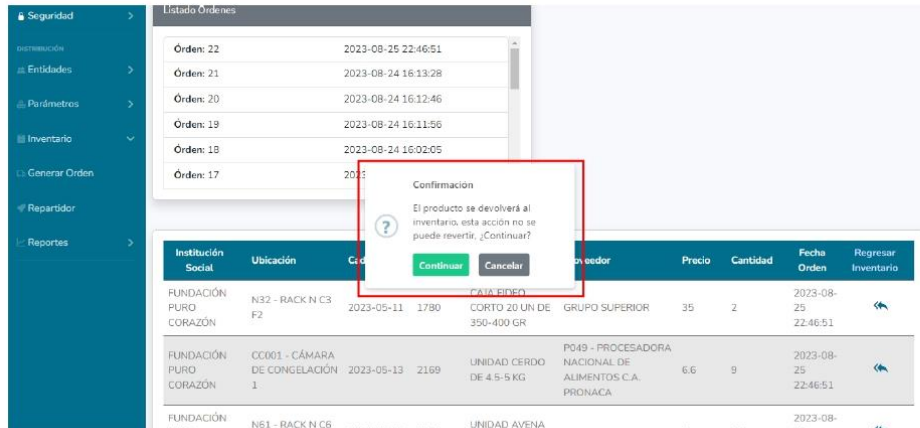 Seguridad
DISTRIBUCIÓN
Entidades
Parámetros
Inventario
Generar Orden
Repartidor
Reportes
Listado Órdenes
Órden: 22 2023-08-25 22:46:51
Órden: 21 2023-08-24 16:13:28
Órden: 20 2023-08-24 16:12:46
Órden: 19 2023-08-24 16:11:56
Órden: 18 2023-08-24 16:02:05
Órden: 17
Confirmación
El producto se devolverá al
inventario, esta acción no se
puede revertir, ¿Continuar?
Continuar Cancelar
Institución Ubicación Precio Cantidad Fecha Regresar
Social Orden Inventario
FUNDACIÓN PURO CORAZÓN N32 - RACK N C3 F2 2023-05-11 1780 CAJA FIDEO CORTO 20 UN DE 350-400 GR GRUPO SUPERIOR 35 2 2023-08-25 22:46:51
FUNDACIÓN PURO CORAZÓN CC001 - CÁMARA DE CONGELACIÓN 1 2023-05-13 2169 UNIDAD CERDO DE 4.5-5 KG P049 - PROCESADORA NACIONAL DE ALIMENTOS C.A. PRONACA 6.6 9 2023-08-25 22:46:51
FUNDACIÓN N61 - RACK N C6 UNIDAD AVENA 2023-08-